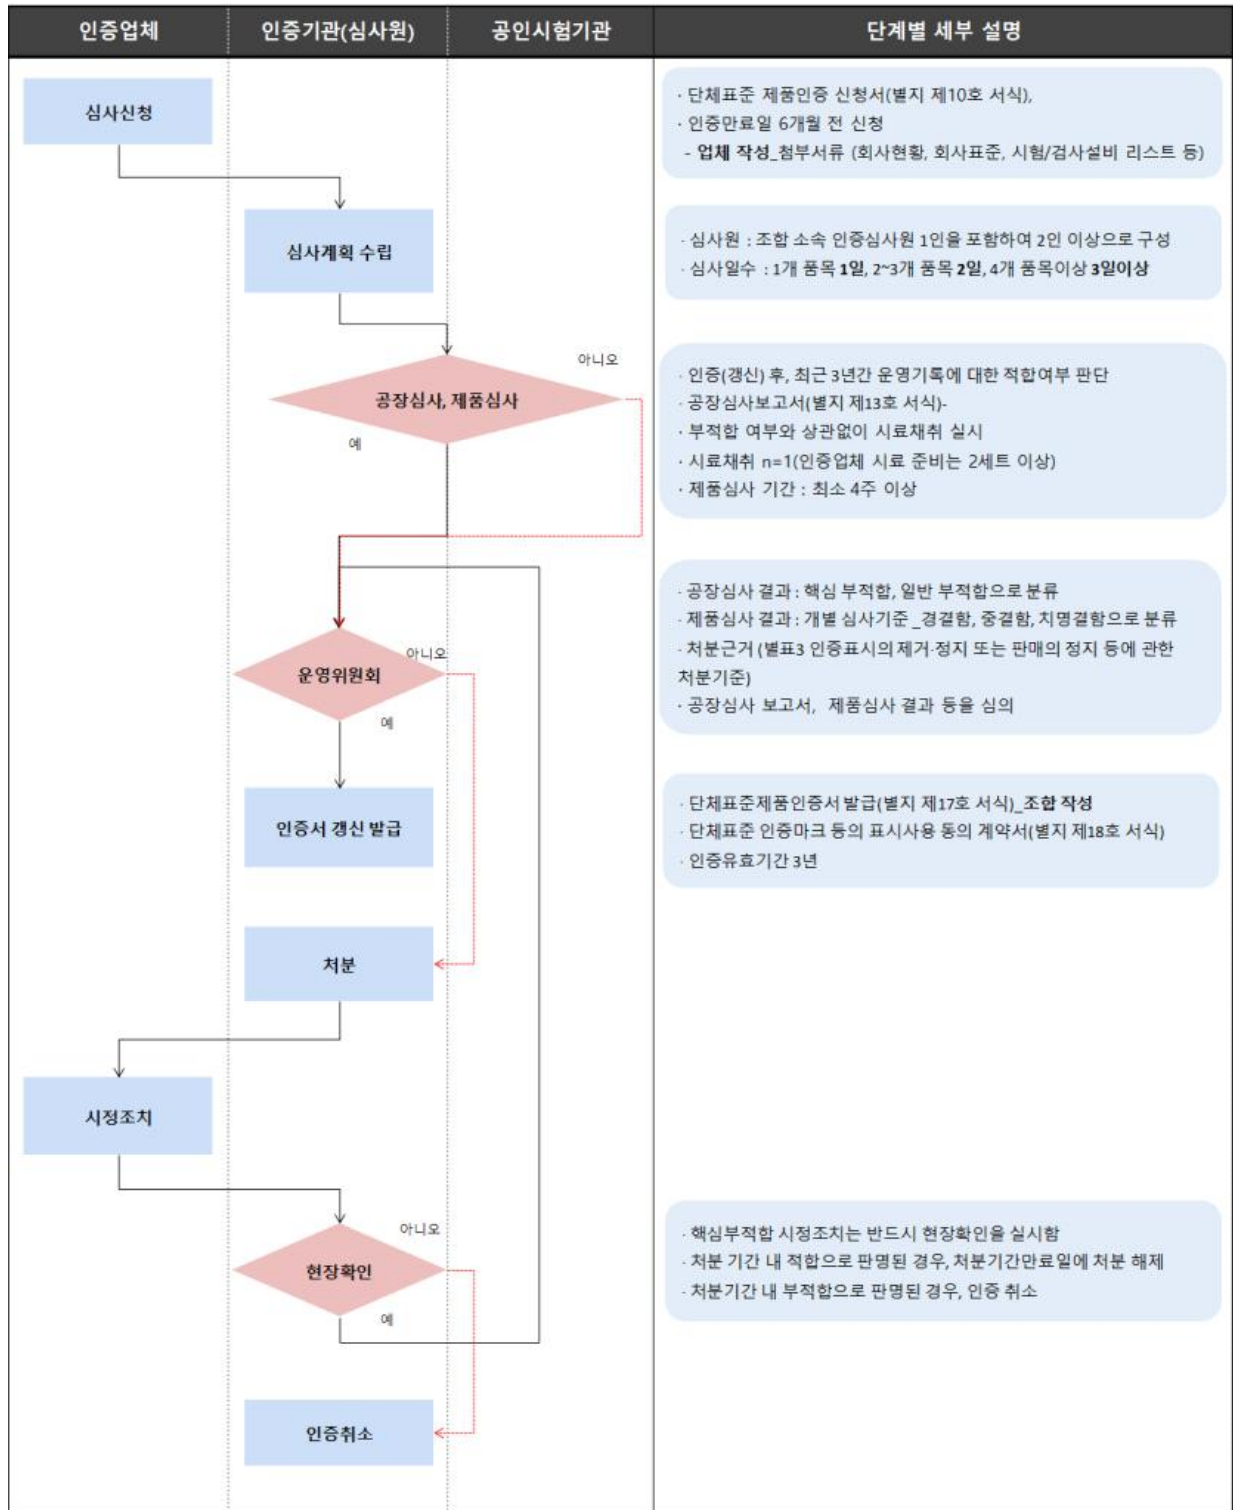 인증업체
인증기관(심사원)
공인시험기관
단계별 세부 설명
심사신청
· 단체표준 제품인증 신청서(별지 제10호 서식),
· 인증만료일 6개월 전 신청
- 업체 작성_첨부서류 (회사현황, 회사표준, 시험/검사설비 리스트 등)
심사계획 수립
· 심사원 : 조합 소속 인증심사원 1인을 포함하여 2인 이상으로 구성
· 심사일수 : 1개 품목 1일, 2~3개 품목 2일, 4개 품목이상 3일이상
아니오
공장심사, 제품심사
예
· 인증(갱신) 후, 최근 3년간 운영기록에 대한 적합여부 판단
· 공장심사보고서(별지 제13호 서식)-
· 부적합 여부와 상관없이 시료채취 실시
· 시료채취 n=1(인증업체 시료 준비는 2세트 이상)
· 제품심사 기간 : 최소 4주 이상
아니오
운영위원회
예
· 공장심사 결과 : 핵심 부적합, 일반 부적합으로 분류
· 제품심사 결과 : 개별 심사기준 _경결함, 중결함, 치명결함으로 분류
· 처분근거 (별표3 인증표시의 제거·정지 또는 판매의 정지 등에 관한
처분기준)
· 공장심사 보고서, 제품심사 결과 등을 심의
인증서 갱신 발급
· 단체표준제품인증서 발급(별지 제17호 서식)_조합 작성
· 단체표준 인증마크 등의 표시사용 동의 계약서(별지 제18호 서식)
· 인증유효기간 3년
처분
시정조치
아니오
현장확인
예
· 핵심부적합 시정조치는 반드시 현장확인을 실시함
· 처분 기간 내 적합으로 판명된 경우, 처분기간만료일에 처분 해제
· 처분기간 내 부적합으로 판명된 경우, 인증 취소
인증취소